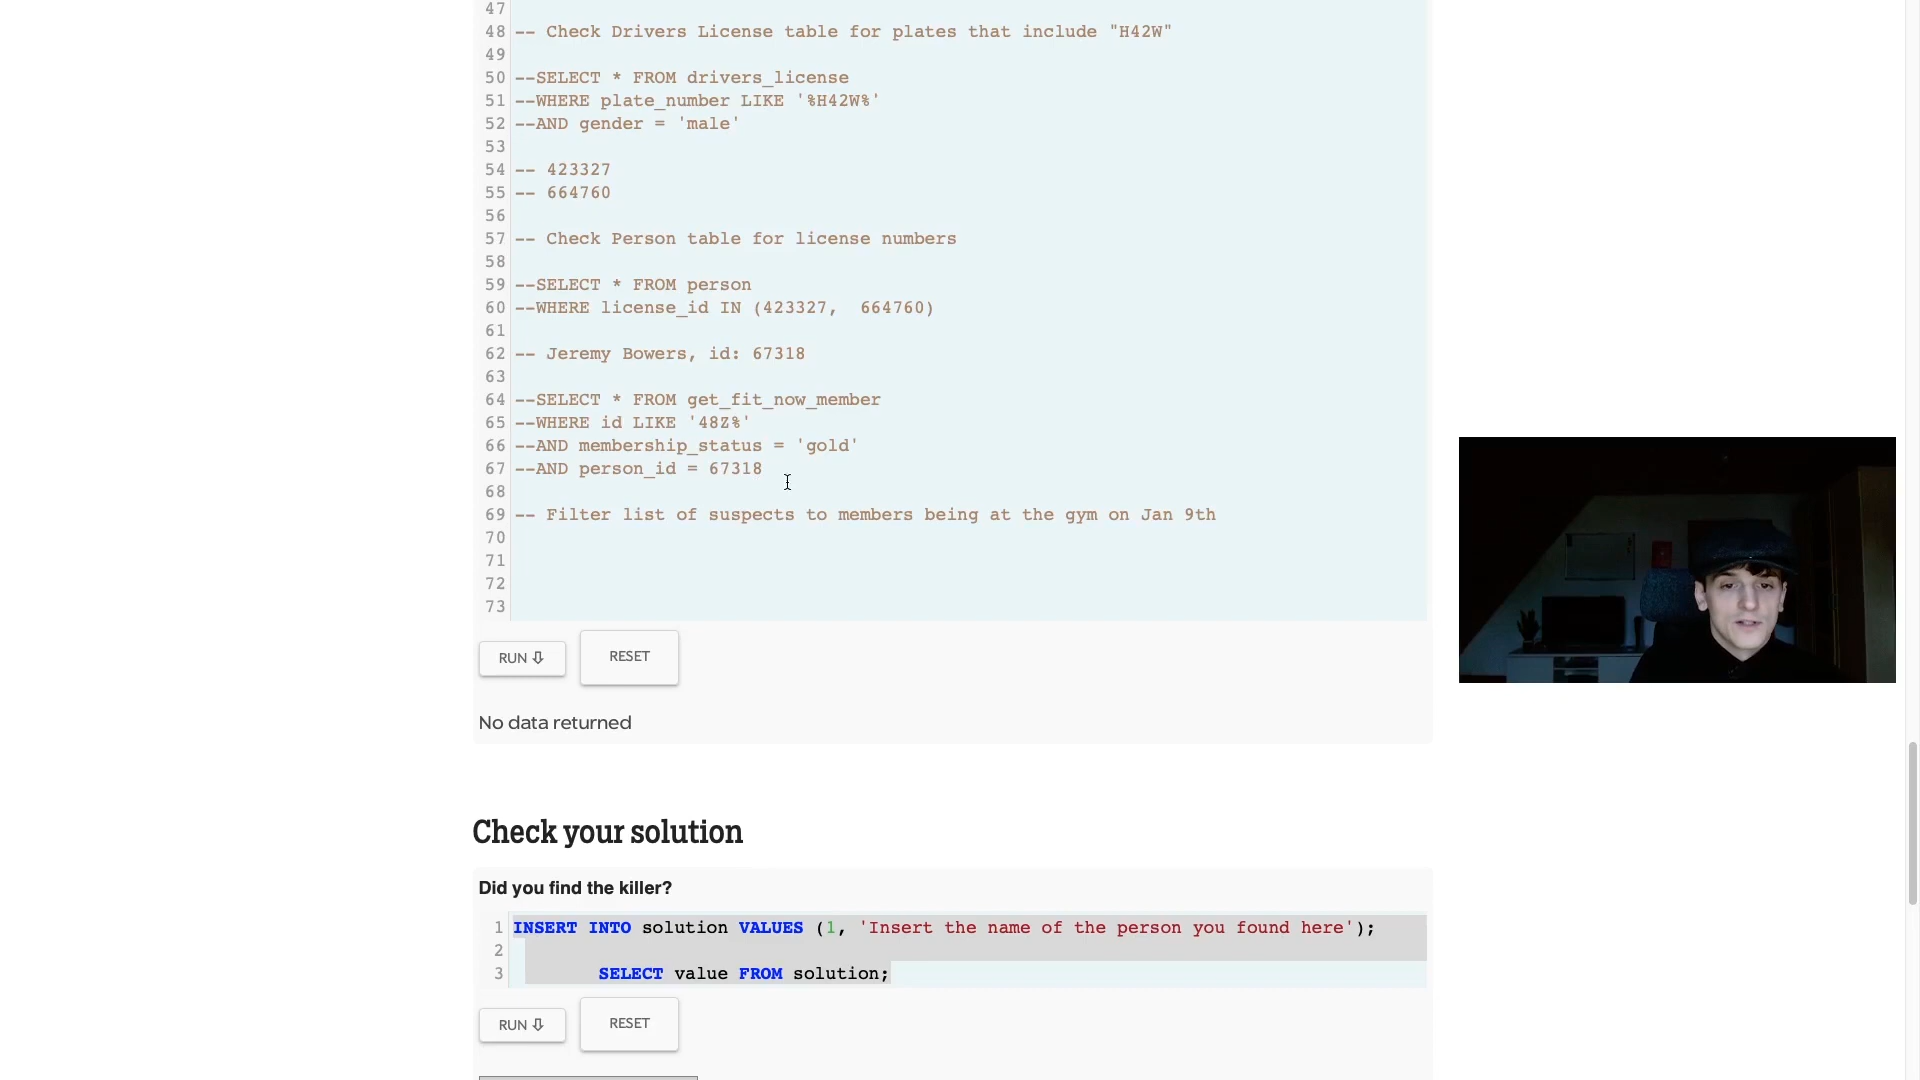 47
48 -- Check Drivers License table for plates that include "H42W"
49
50 --SELECT * FROM drivers_license
51 --WHERE plate_number LIKE '%H42W%'
52 --AND gender = 'male'
53
54 -- 423327
55 -- 664760
56
57 -- Check Person table for license numbers
58
59 --SELECT * FROM person
60 --WHERE license_id IN (423327,  664760)
61
62 -- Jeremy Bowers, id: 67318
63
64 --SELECT * FROM get_fit_now_member
65 --WHERE id LIKE '48Z%'
66 --AND membership_status = 'gold'
67 --AND person_id = 67318
68
69 -- Filter list of suspects to members being at the gym on Jan 9th
70
71
72
73
RUN ⇩ RESET
No data returned
Check your solution
Did you find the killer?
1 INSERT INTO solution VALUES (1, 'Insert the name of the person you found here');
2
3 SELECT value FROM solution;
RUN ⇩ RESET